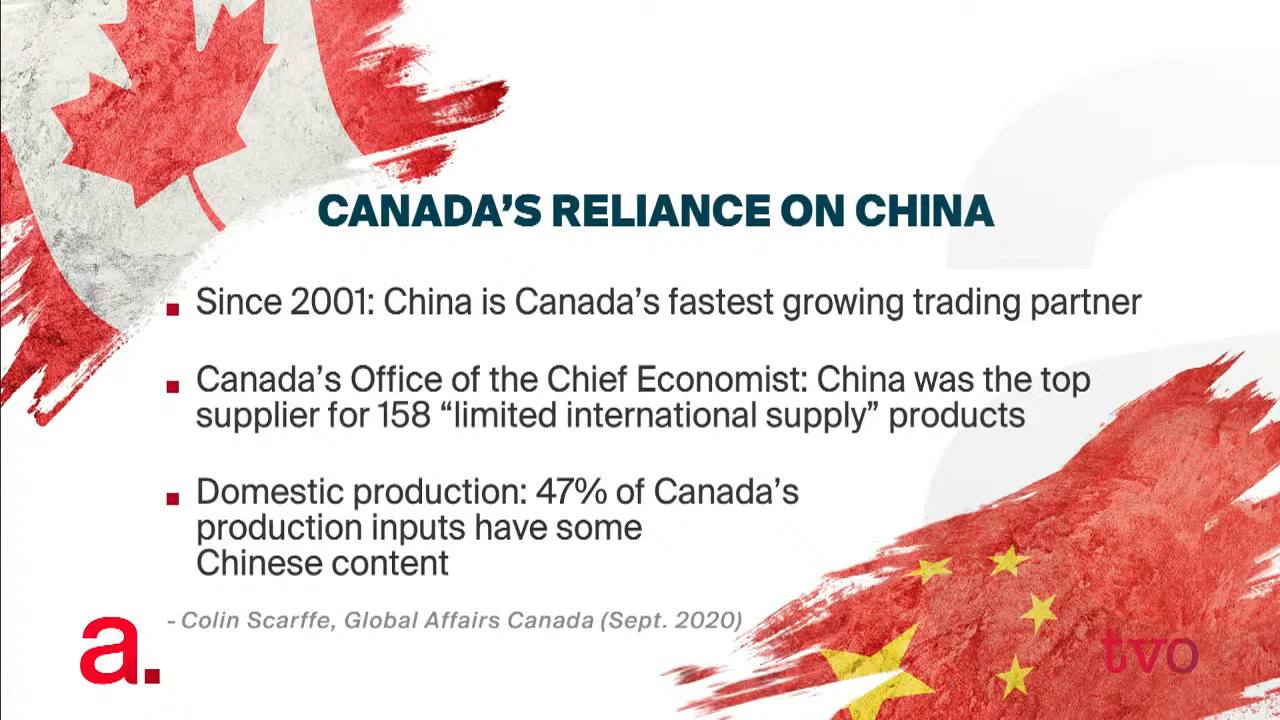 CANADA’S RELIANCE ON CHINA
Since 2001: China is Canada’s fastest growing trading partner
Canada’s Office of the Chief Economist: China was the top
supplier for 158 “limited international supply” products
Domestic production: 47% of Canada’s
production inputs have some
Chinese content
- Colin Scarffe, Global Affairs Canada (Sept. 2020)
a.
tvo